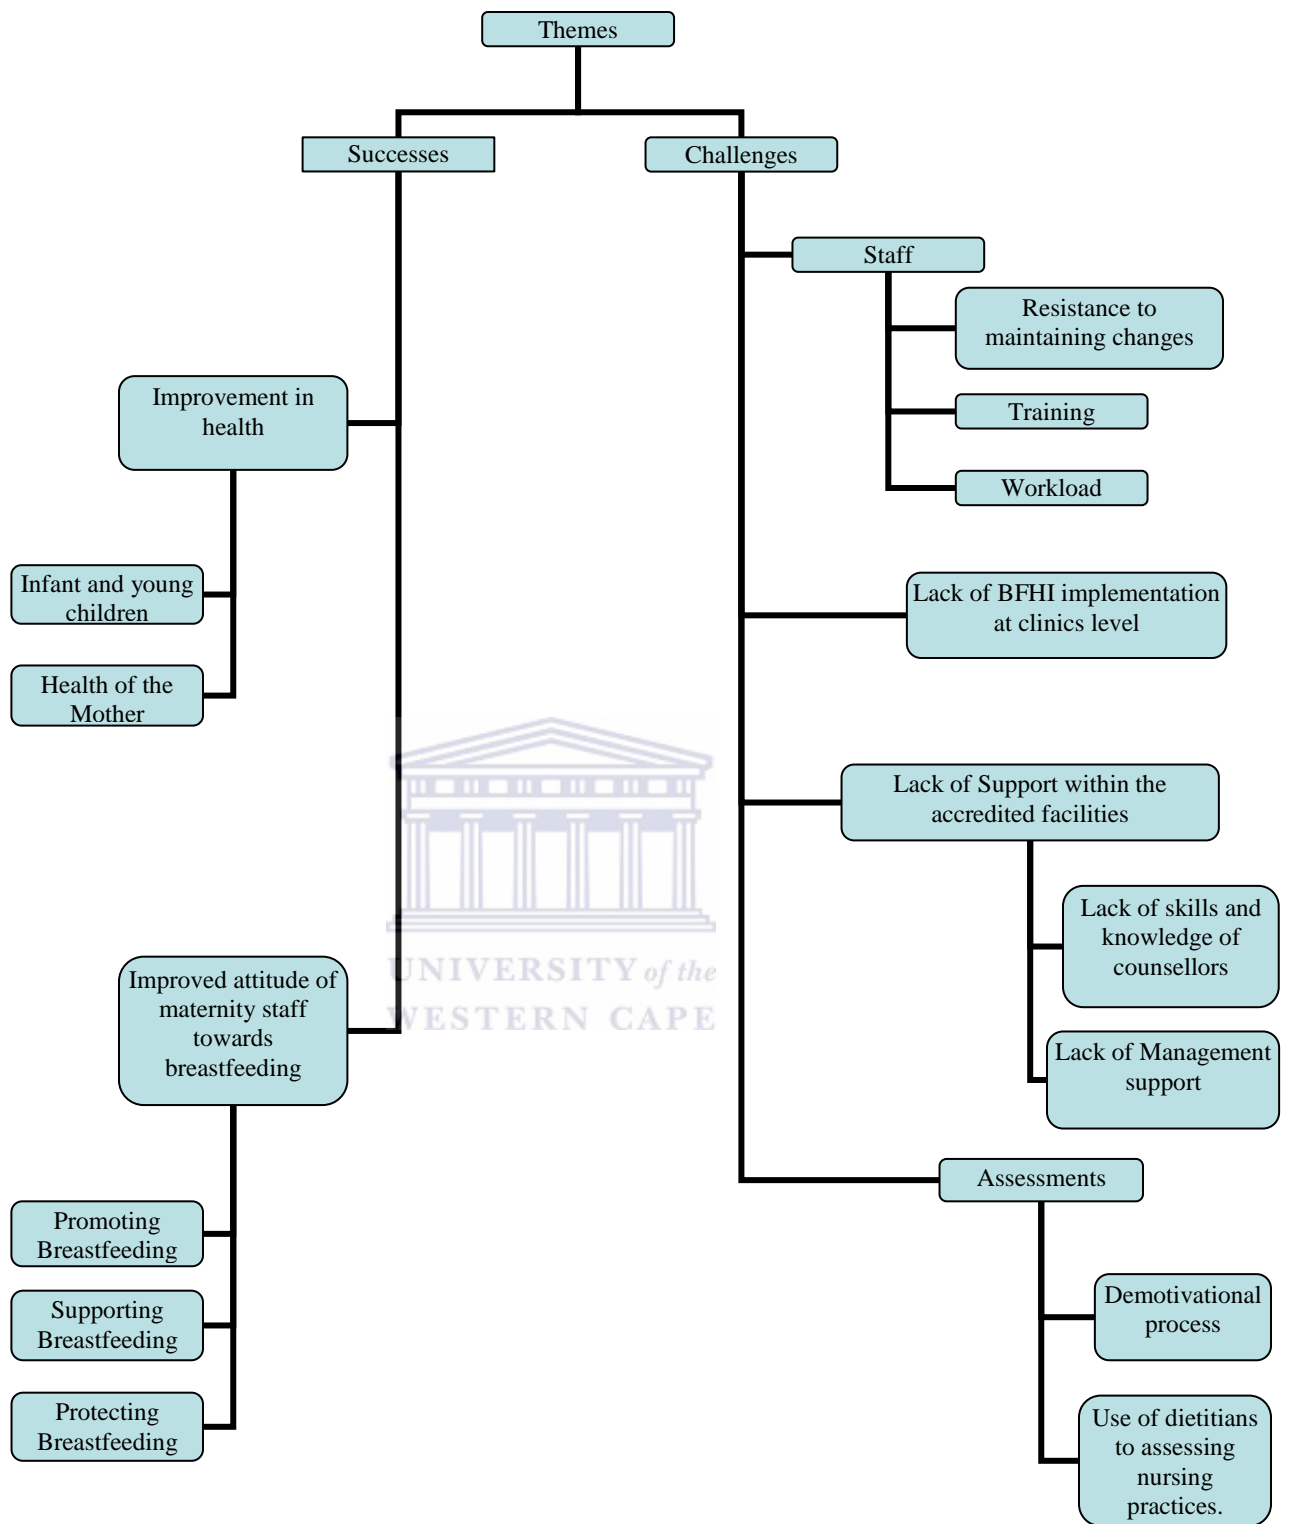 Themes
Successes
Challenges
Staff
Resistance to
maintaining changes
Training
Workload
Improvement in
health
Infant and young
children
Health of the
Mother
Lack of BFHI implementation
at clinics level
Lack of Support within the
accredited facilities
Lack of skills and
knowledge of
counsellors
Lack of Management
support
UNIVERSITY of the
WESTERN CAPE
Improved attitude of
maternity staff
towards
breastfeeding
Promoting
Breastfeeding
Supporting
Breastfeeding
Protecting
Breastfeeding
Assessments
Demotivational
process
Use of dietitians
to assessing
nursing
practices.